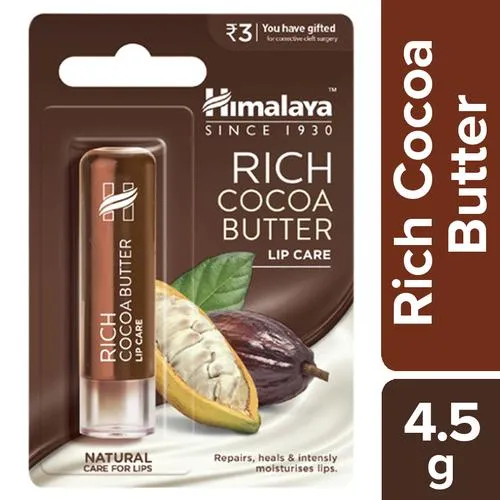 ₹3 You have gifted
for corrective cleft surgery
Himalaya™
SINCE 1930
RICH
COCOA
BUTTER
LIP CARE
RICH
COCOA BUTTER
LIP CARE
NATURAL
CARE FOR LIPS
Repairs, heals & intensly
moisturises lips.
Rich Cocoa
Butter
4.5
g